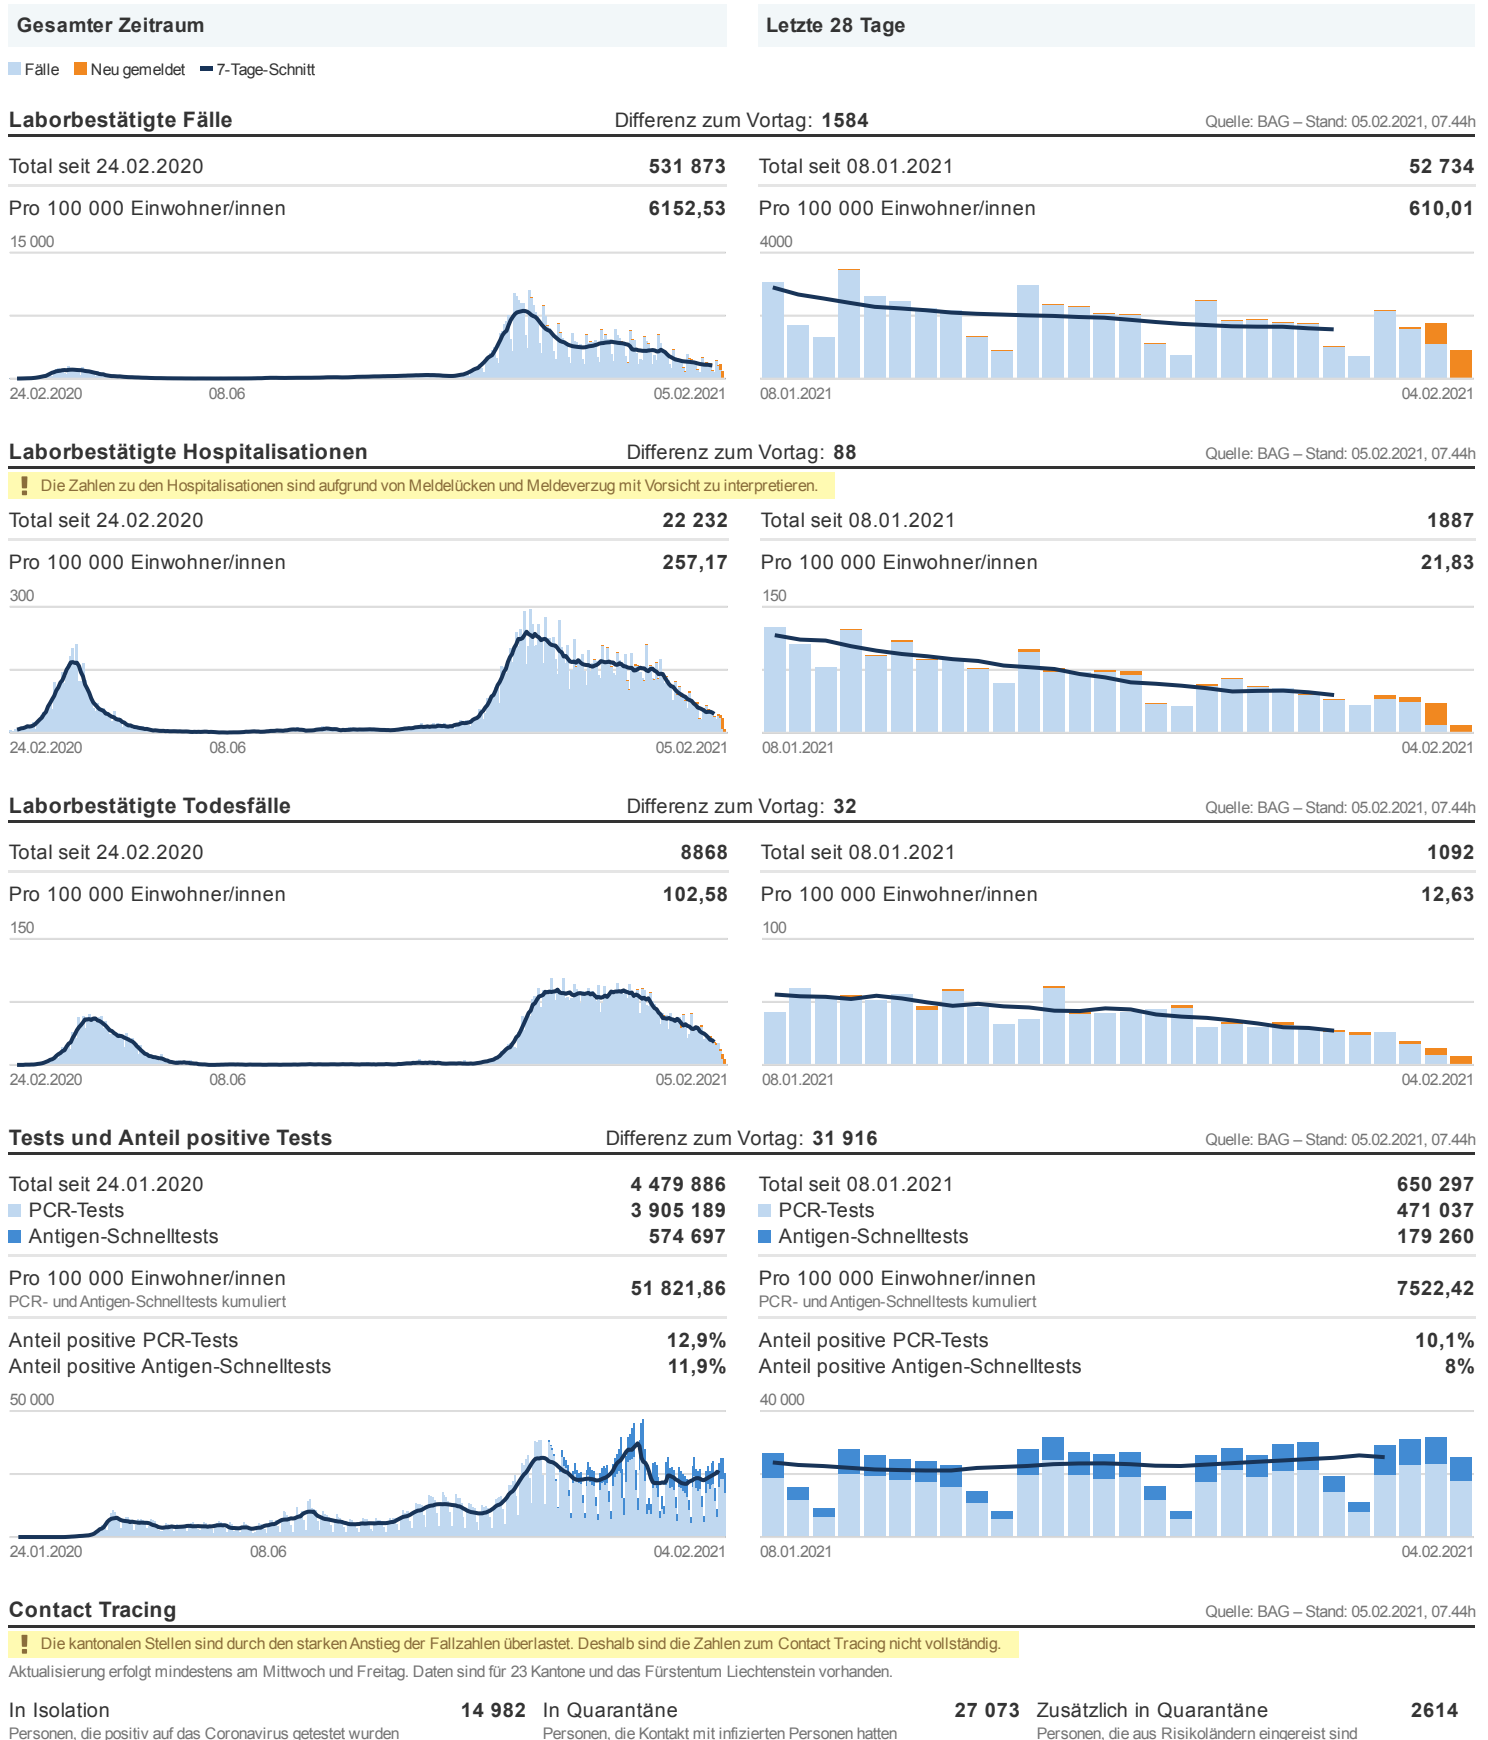 Gesamter Zeitraum
Letzte 28 Tage
Fälle Neu gemeldet 7-Tage-Schnitt
Laborbestätigte Fälle Differenz zum Vortag: 1584 Quelle: BAG – Stand: 05.02.2021, 07.44h
Total seit 24.02.2020 531 873
Pro 100 000 Einwohner/innen 6152,53
15 000
24.02.2020 08.06 05.02.2021
Total seit 08.01.2021 52 734
Pro 100 000 Einwohner/innen 610,01
4000
08.01.2021 04.02.2021
Laborbestätigte Hospitalisationen Differenz zum Vortag: 88 Quelle: BAG – Stand: 05.02.2021, 07.44h
! Die Zahlen zu den Hospitalisationen sind aufgrund von Meldelücken und Meldeverzug mit Vorsicht zu interpretieren.
Total seit 24.02.2020 22 232
Pro 100 000 Einwohner/innen 257,17
300
24.02.2020 08.06 05.02.2021
Total seit 08.01.2021 1887
Pro 100 000 Einwohner/innen 21,83
150
08.01.2021 04.02.2021
Laborbestätigte Todesfälle Differenz zum Vortag: 32 Quelle: BAG – Stand: 05.02.2021, 07.44h
Total seit 24.02.2020 8868
Pro 100 000 Einwohner/innen 102,58
150
24.02.2020 08.06 05.02.2021
Total seit 08.01.2021 1092
Pro 100 000 Einwohner/innen 12,63
100
08.01.2021 04.02.2021
Tests und Anteil positive Tests Differenz zum Vortag: 31 916 Quelle: BAG – Stand: 05.02.2021, 07.44h
Total seit 24.01.2020 4 479 886
PCR-Tests 3 905 189
Antigen-Schnelltests 574 697
Pro 100 000 Einwohner/innen 51 821,86
PCR- und Antigen-Schnelltests kumuliert
Anteil positive PCR-Tests 12,9%
Anteil positive Antigen-Schnelltests 11,9%
50 000
24.01.2020 08.06 04.02.2021
Total seit 08.01.2021 650 297
PCR-Tests 471 037
Antigen-Schnelltests 179 260
Pro 100 000 Einwohner/innen 7522,42
PCR- und Antigen-Schnelltests kumuliert
Anteil positive PCR-Tests 10,1%
Anteil positive Antigen-Schnelltests 8%
40 000
08.01.2021 04.02.2021
Contact Tracing Quelle: BAG – Stand: 05.02.2021, 07.44h
! Die kantonalen Stellen sind durch den starken Anstieg der Fallzahlen überlastet. Deshalb sind die Zahlen zum Contact Tracing nicht vollständig.
Aktualisierung erfolgt mindestens am Mittwoch und Freitag. Daten sind für 23 Kantone und das Fürstentum Liechtenstein vorhanden.
In Isolation 14 982
Personen, die positiv auf das Coronavirus getestet wurden
In Quarantäne 27 073
Personen, die Kontakt mit infizierten Personen hatten
Zusätzlich in Quarantäne 2614
Personen, die aus Risikoländern eingereist sind